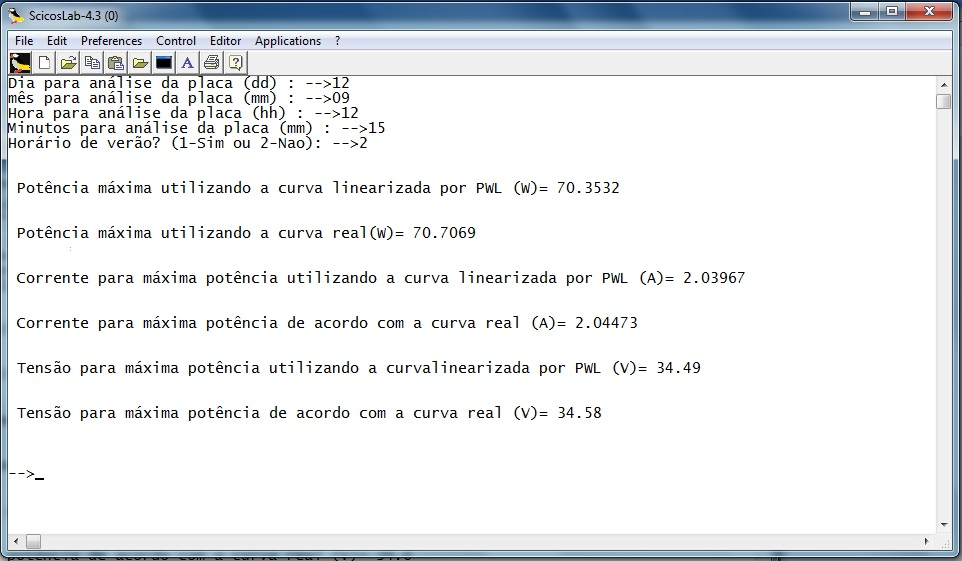 ScicosLab-4.3 (0)
File Edit Preferences Control Editor Applications ?
Dia para análise da placa (dd) : -->12
mês para análise da placa (mm) : -->09
Hora para análise da placa (hh) : -->12
Minutos para análise da placa (mm) : -->15
Horário de verão? (1-Sim ou 2-Nao): -->2
Potência máxima utilizando a curva linearizada por PWL (W)= 70.3532
Potência máxima utilizando a curva real(W)= 70.7069
Corrente para máxima potência utilizando a curva linearizada por PWL (A)= 2.03967
Corrente para máxima potência de acordo com a curva real (A)= 2.04473
Tensão para máxima potência utilizando a curvalinearizada por PWL (V)= 34.49
Tensão para máxima potência de acordo com a curva real (V)= 34.58
-->_